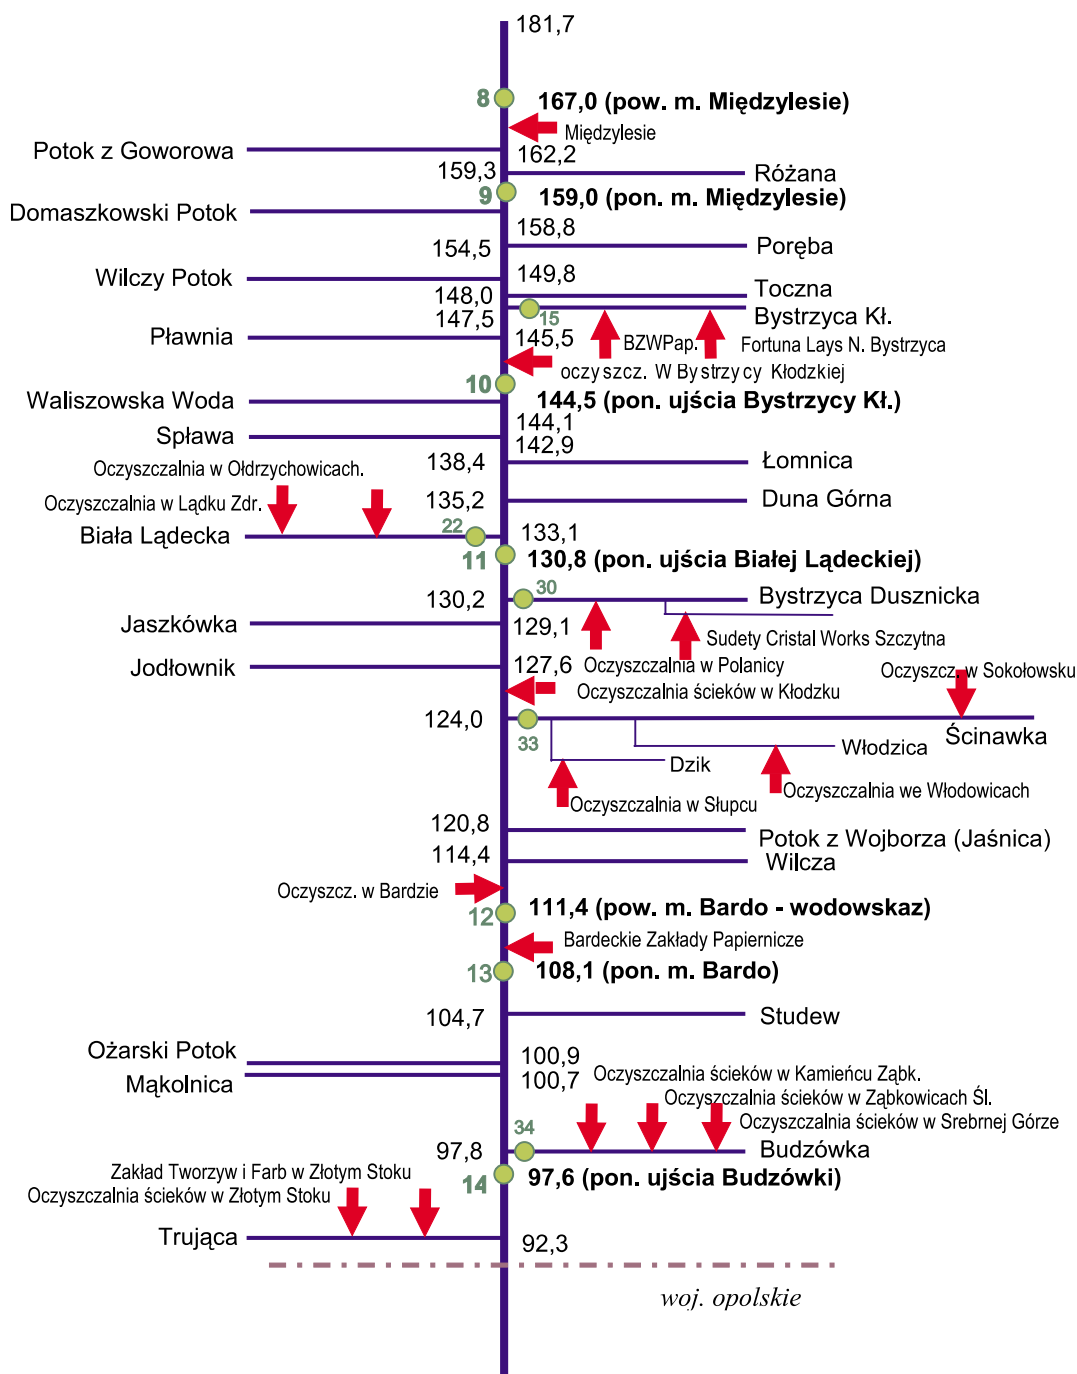 181,7
8
167,0 (pow. m. Międzylesie)
Międzylesie
Potok z Goworowa
162,2
159,3
Różana
9
159,0 (pon. m. Międzylesie)
Domaszkowski Potok
158,8
154,5
Poręba
Wilczy Potok
149,8
148,0
Toczna
147,5
15
Bystrzyca Kł.
Pławnia
145,5
BZWPap.
Fortuna Lays N. Bystrzyca
oczyszcz. W Bystrzycy Kłodzkiej
10
144,5 (pon. ujścia Bystrzycy Kł.)
Waliszowska Woda
144,1
Spława
142,9
138,4
Łomnica
Oczyszczalnia w Ołdrzychowicach.
135,2
Duna Górna
Oczyszczalnia w Lądku Zdr.
Biała Lądecka
22
133,1
11
130,8 (pon. ujścia Białej Lądeckiej)
30
130,2
Bystrzyca Dusznicka
Jaszkówka
129,1
Sudety Cristal Works Szczytna
Jodłownik
127,6
Oczyszczalnia w Polanicy
Oczyszcz. w Sokołowsku
Oczyszczalnia ścieków w Kłodzku
124,0
33
Ścinawka
Włodzica
Dzik
Oczyszczalnia w Słupcu
Oczyszczalnia we Włodowicach
120,8
Potok z Wojborza (Jaśnica)
114,4
Wilcza
Oczyszcz. w Bardzie
12
111,4 (pow. m. Bardo - wodowskaz)
Bardeckie Zakłady Papiernicze
13
108,1 (pon. m. Bardo)
104,7
Studew
Ożarski Potok
100,9
Mąkolnica
100,7
Oczyszczalnia ścieków w Kamieńcu Ząbk.
Oczyszczalnia ścieków w Ząbkowicach Śl.
Oczyszczalnia ścieków w Srebrnej Górze
34
97,8
Budzówka
14
97,6 (pon. ujścia Budzówki)
Zakład Tworzyw i Farb w Złotym Stoku
Oczyszczalnia ścieków w Złotym Stoku
Trująca
92,3
woj. opolskie